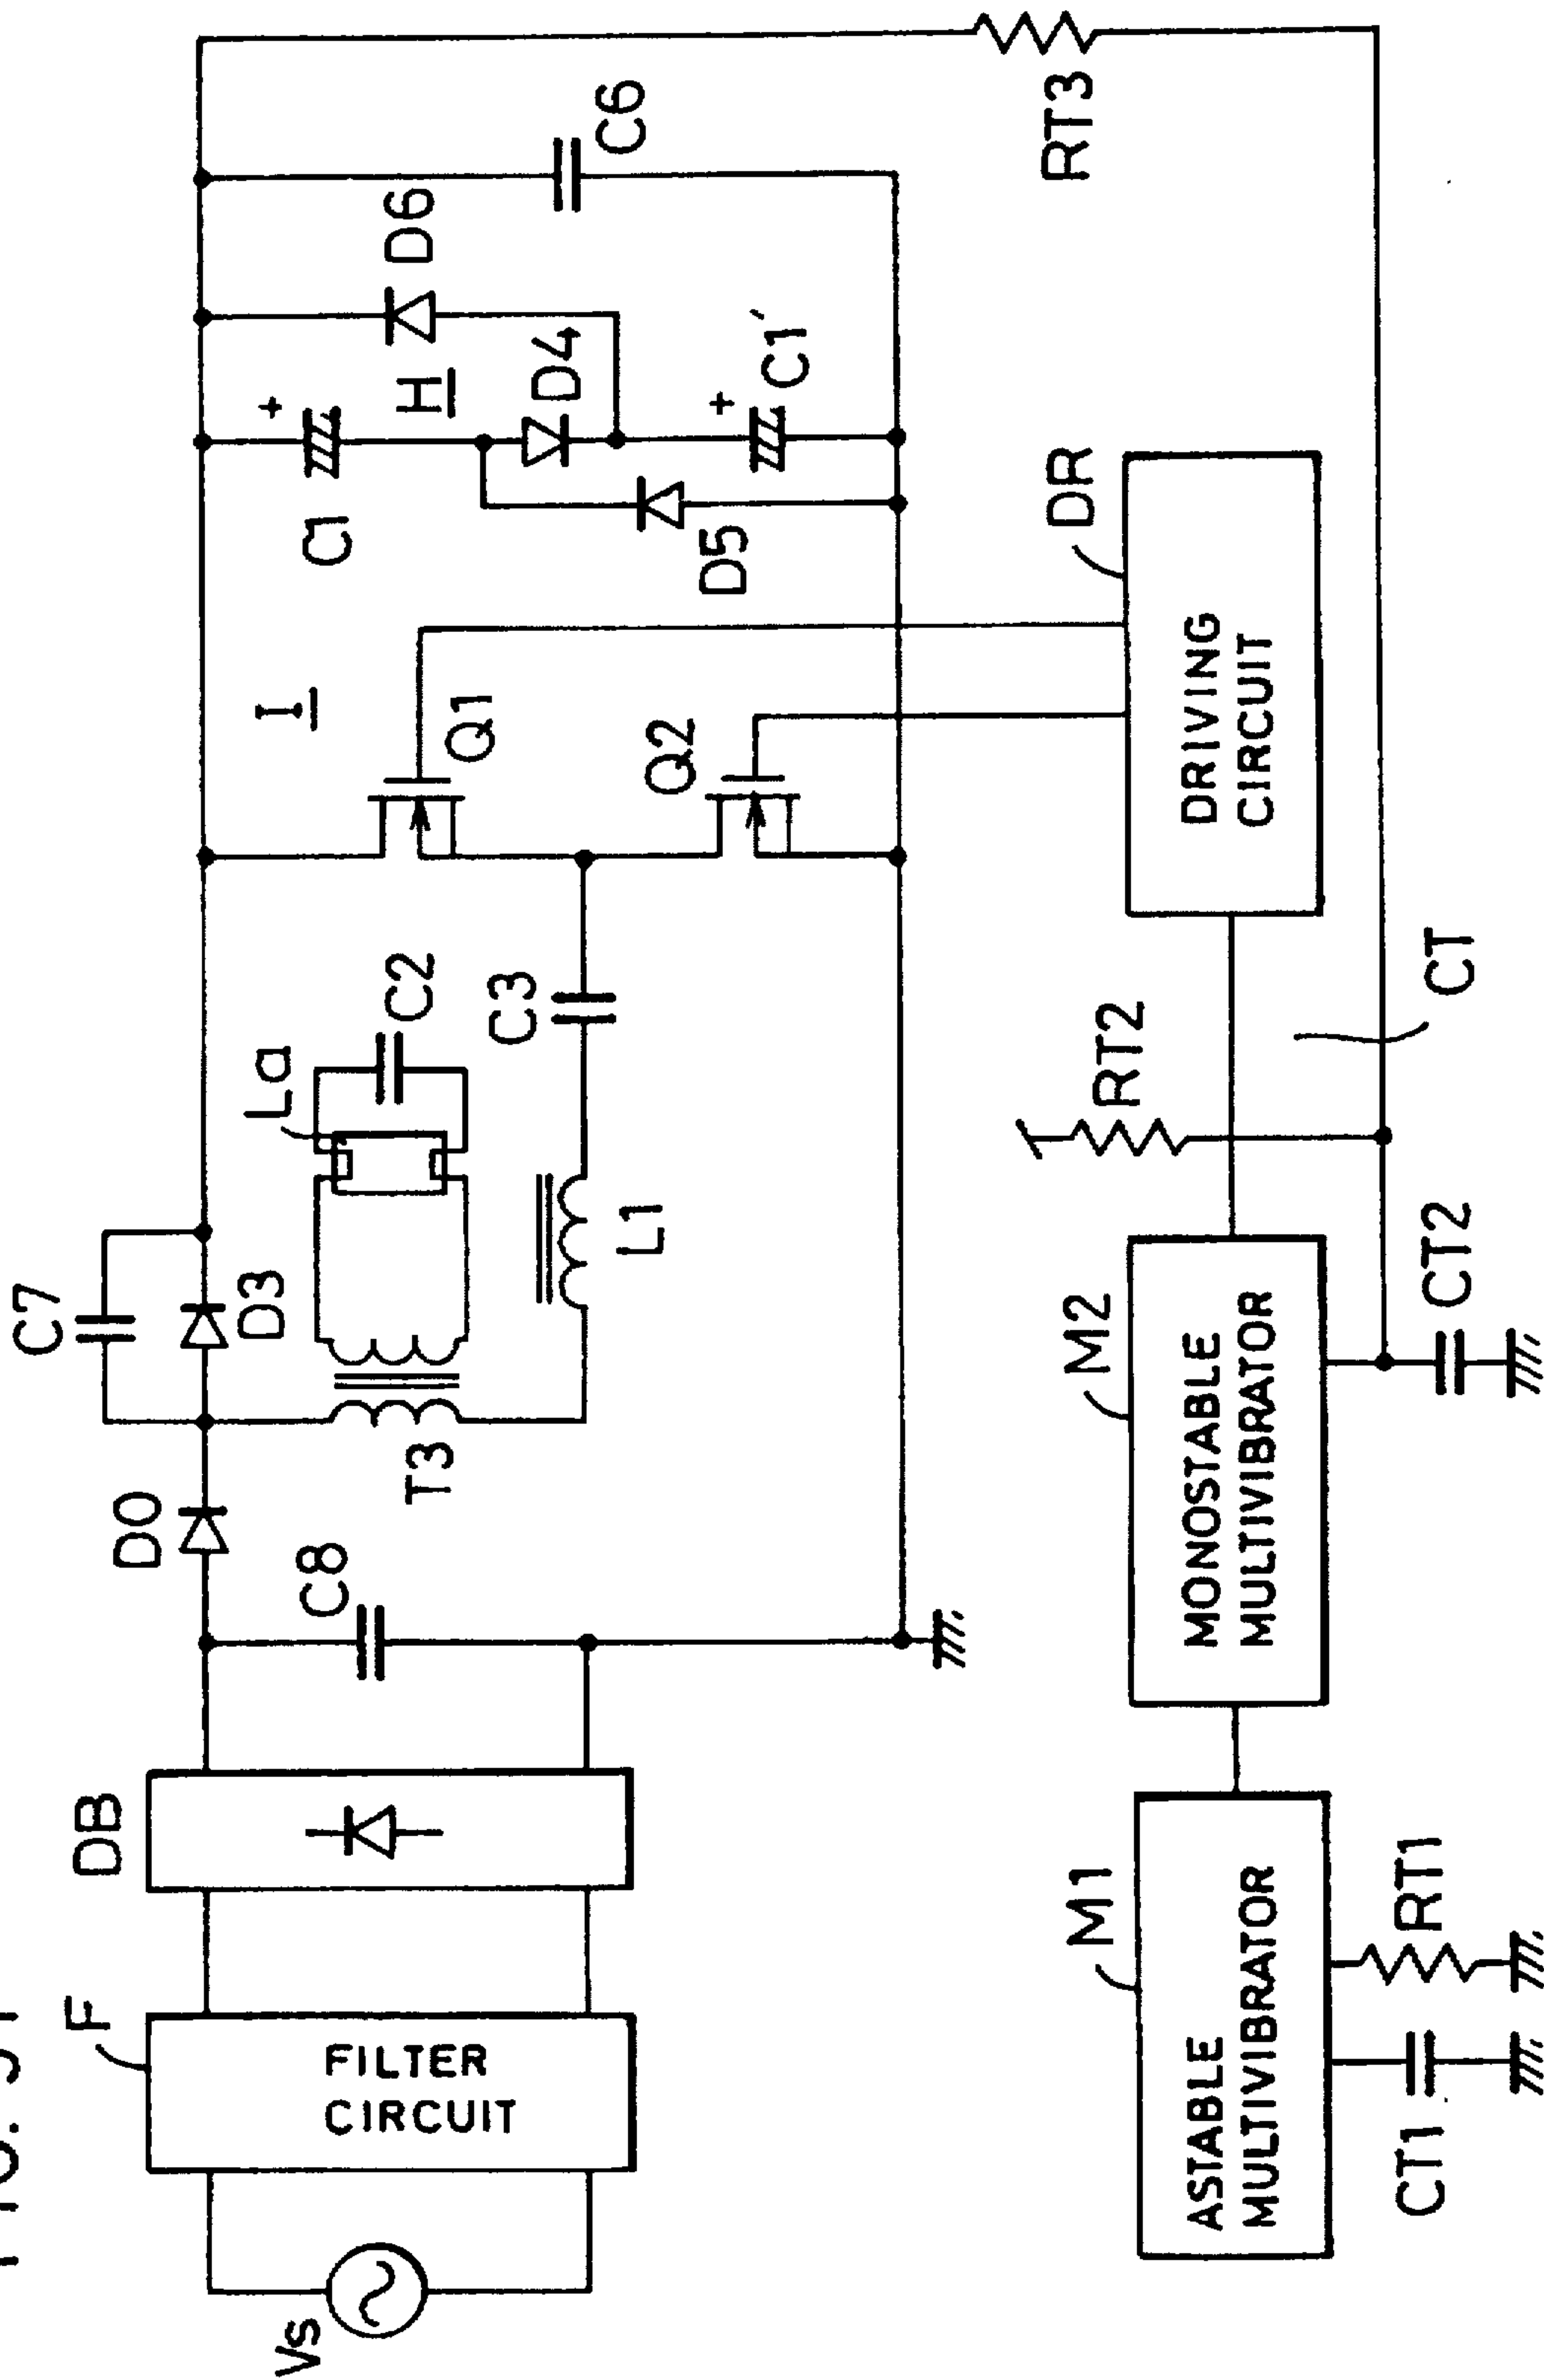 Vs
F
FILTER
CIRCUIT
DB
C8
D0
C7
D3
T3
La
C2
L1
C3
I
Q1
Q2
C1
+
H
D4
D5
D6
+
C1'
C6
M1
ASTABLE
MULTIVIBRATOR
CT1
RT1
M2
MONOSTABLE
MULTIVIBRATOR
CT2
RT2
CT
DR
DRIVING
CIRCUIT
RT3